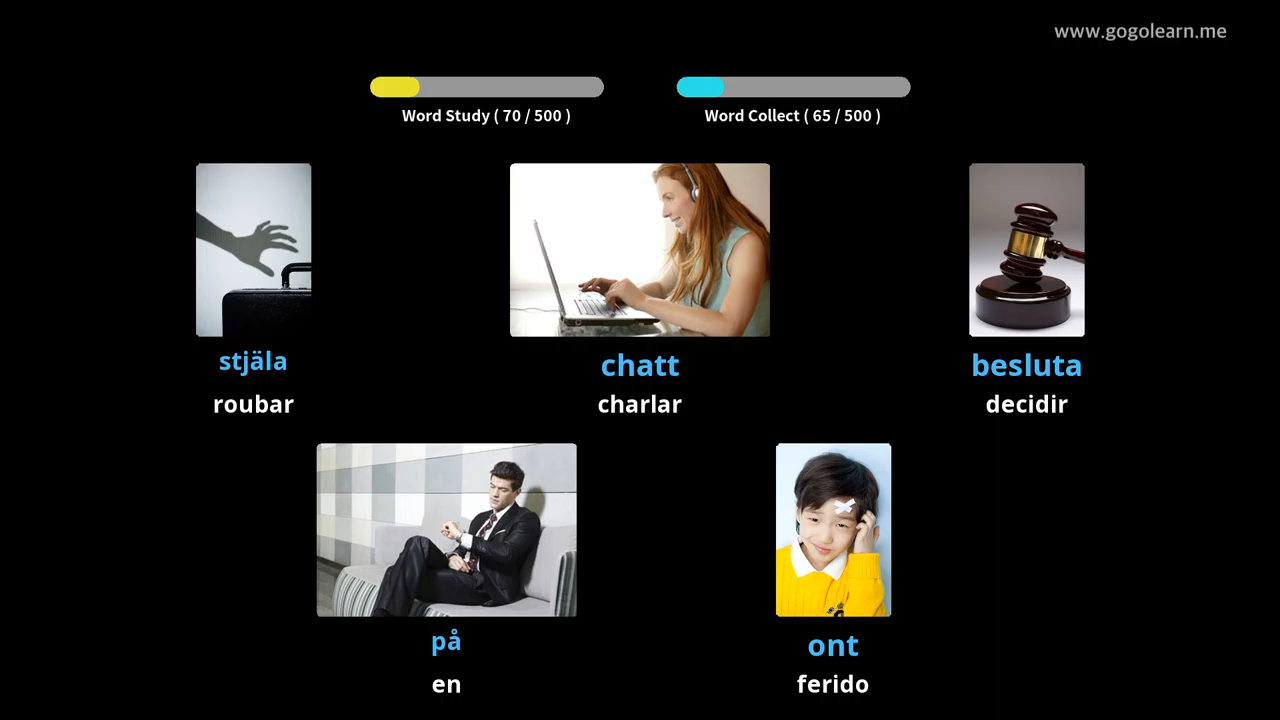 www.gogolearn.me
Word Study ( 70 / 500 )
Word Collect ( 65 / 500 )
stjäla
chatt
besluta
roubar
charlar
decidir
på
ont
en
ferido